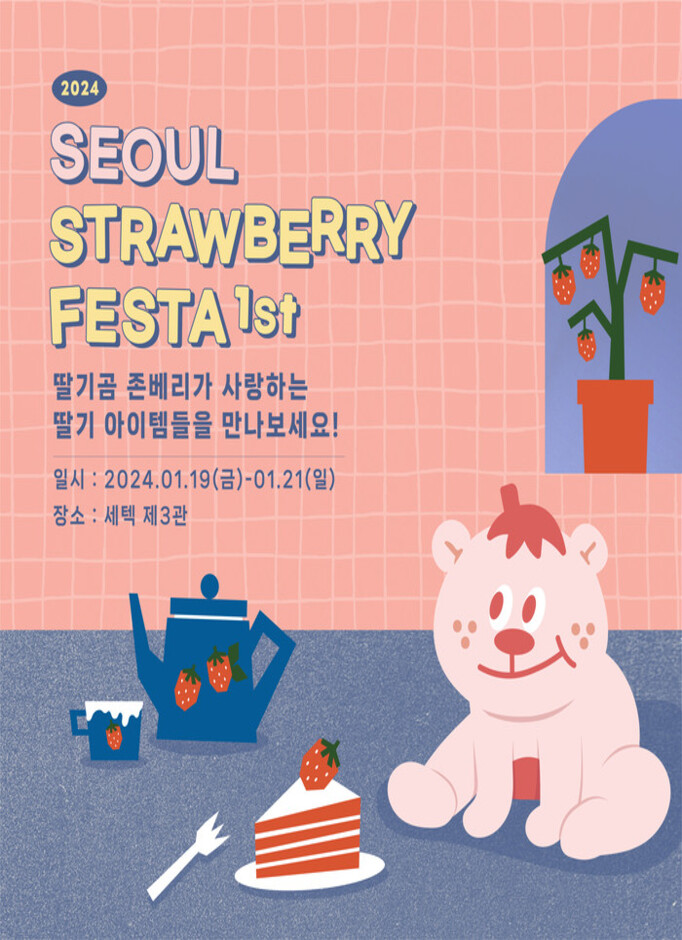 2024
SEOUL
STRAWBERRY
FESTA 1st
딸기곰 존베리가 사랑하는
딸기 아이템들을 만나보세요!
일시 : 2024.01.19(금)-01.21(일)
장소 : 세텍 제3관